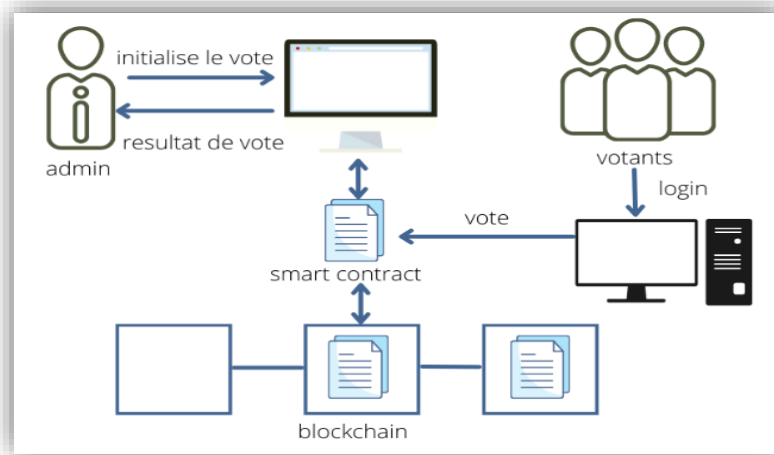 initialise le vote
resultat de vote
admin
votants
login
vote
smart contract
blockchain